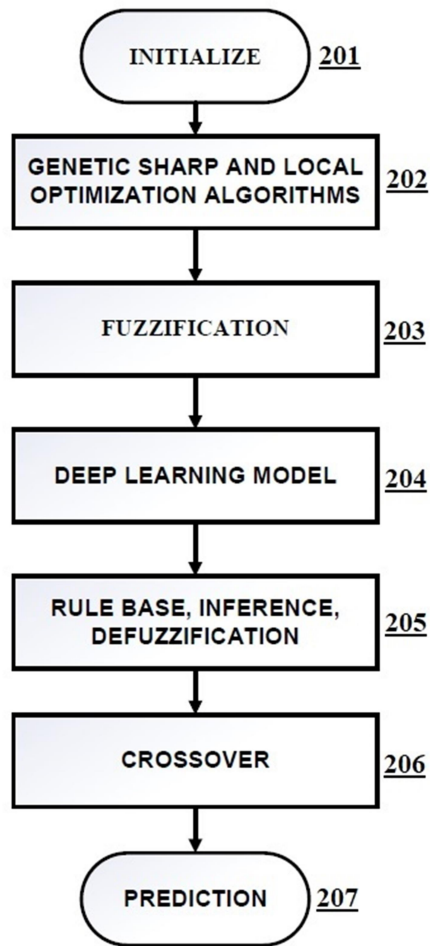 INITIALIZE 201
GENETIC SHARP AND LOCAL
OPTIMIZATION ALGORITHMS 202
FUZZIFICATION 203
DEEP LEARNING MODEL 204
RULE BASE, INFERENCE,
DEFUZZIFICATION 205
CROSSOVER 206
PREDICTION 207